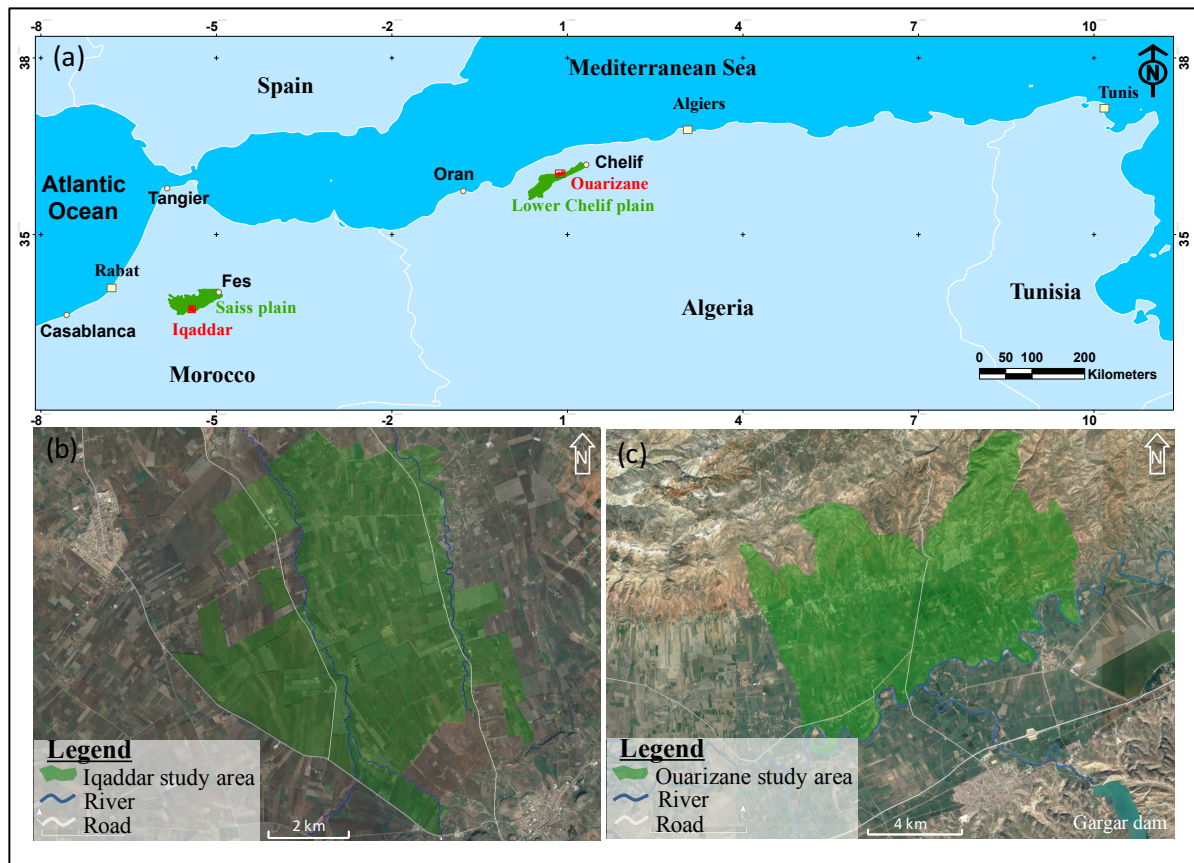 -8 -5 -2 1 4 7 10
(a)
38 38
N
Spain
Mediterranean Sea
Algiers
Tunis
Chelif
Oran
Ouarizane
Lower Chelif plain
Atlantic
Ocean
Tangier
35 35
Rabat
Fes
Saiss plain
Iqaddar
Casablanca
Algeria
Tunisia
Morocco
0 50 100 200
Kilometers
-8 -5 -2 1 4 7 10
(b)
N
Legend
Iqaddar study area
River
Road
2 km
(c)
N
Legend
Ouarizane study area
River
Road
4 km
Gargar dam